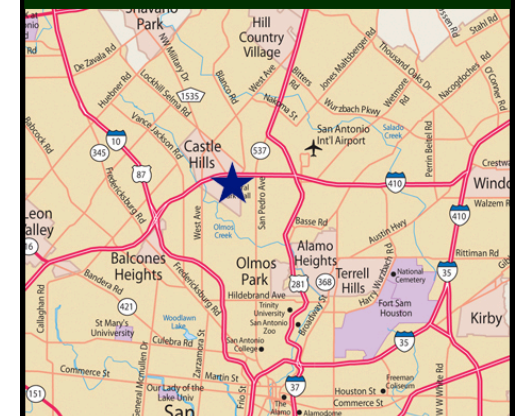 Shavano
Park
Hill
Country
Village
Stahl Rd
De Zavala Rd
NW Military Dr
Lockhill Selma Rd
Huebner Rd
Blanco Rd
West Ave
Bitters
Jones Maltsberger Rd
Thousand Oaks Dr
Wetmore Rd
Nacogdoches Rd
O'Conner Rd
1535
Nakoma St
Wurzbach Pkwy
Babcock Rd
Vance Jackson Rd
San Antonio
Int'l Airport
Salado
Creek
Perrin Beitel Rd
10
345
Castle
Hills
537
87
Crestwa
Windc
410
Fredericksburg Rd
West Ave
San Pedro Ave
Walzem R
410
Leon
Valley
16
Olmos
Creek
Basse Rd
Austin Hwy
Balcones
Heights
Alamo
Heights
Rittiman Rd
Olmos
Park
Terrell
Hills
Harry Wurzbach Rd
National
Cemetery
35
Bandera Rd
Fredericksburg Rd
281
368
Hildebrand Ave
Fort Sam
Houston
Kirby
Callaghan Rd
421
Woodlawn
Lake
Trinity
University
San Antonio
Zoo
Broadway St
St Mary's
Univiversity
Culebra Rd
Zarzamora St
San Antonio
College
35
Commerce St
General McMullen Dr
Martin St
Our Lady of the
Lake Univ
37
Houston St
Freeman
Coliseum
151
Frio St
Commerce St
W W White Rd
San
The
Alamo
Alamodome